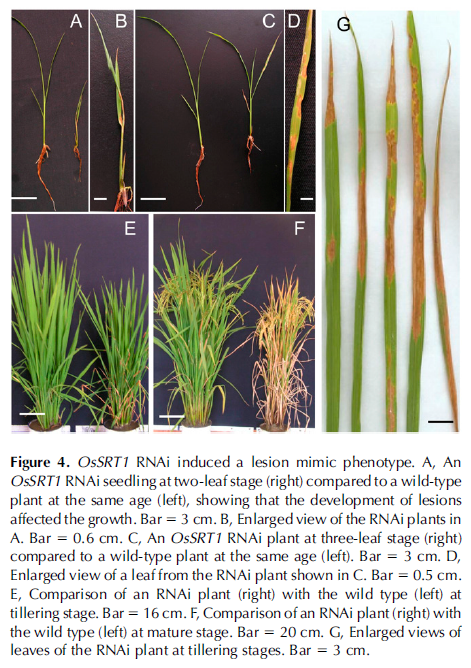 A
B
C
D
G
E
F
Figure 4. OsSRT1 RNAi induced a lesion mimic phenotype. A, An
OsSRT1 RNAi seedling at two-leaf stage (right) compared to a wild-type
plant at the same age (left), showing that the development of lesions
affected the growth. Bar = 3 cm. B, Enlarged view of the RNAi plants in
A. Bar = 0.6 cm. C, An OsSRT1 RNAi plant at three-leaf stage (right)
compared to a wild-type plant at the same age (left). Bar = 3 cm. D,
Enlarged view of a leaf from the RNAi plant shown in C. Bar = 0.5 cm.
E, Comparison of an RNAi plant (right) with the wild type (left) at
tillering stage. Bar = 16 cm. F, Comparison of an RNAi plant (right) with
the wild type (left) at mature stage. Bar = 20 cm. G, Enlarged views of
leaves of the RNAi plant at tillering stages. Bar = 3 cm.